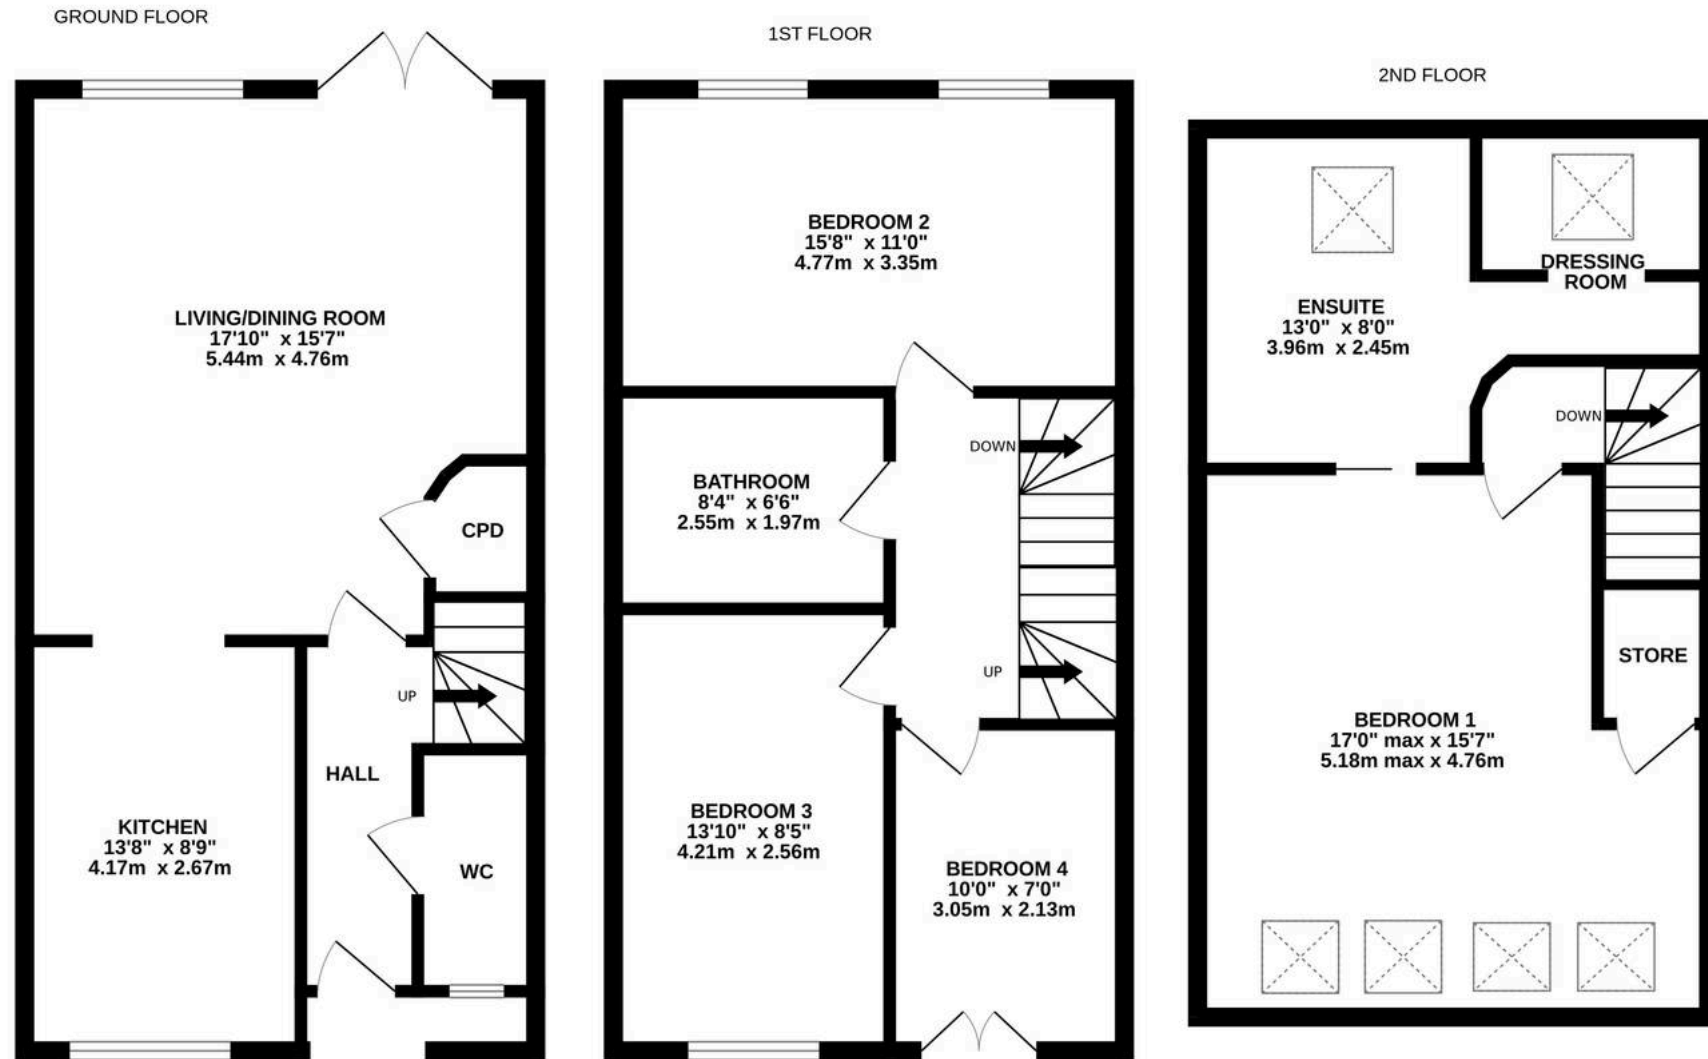 GROUND FLOOR
LIVING/DINING ROOM
17'10" x 15'7"
5.44m x 4.76m
CPD
UP
HALL
KITCHEN
13'8" x 8'9"
4.17m x 2.67m
WC
1ST FLOOR
BEDROOM 2
15'8" x 11'0"
4.77m x 3.35m
DOWN
BATHROOM
8'4" x 6'6"
2.55m x 1.97m
UP
BEDROOM 3
13'10" x 8'5"
4.21m x 2.56m
BEDROOM 4
10'0" x 7'0"
3.05m x 2.13m
2ND FLOOR
DRESSING
ROOM
ENSUITE
13'0" x 8'0"
3.96m x 2.45m
DOWN
STORE
BEDROOM 1
17'0" max x 15'7"
5.18m max x 4.76m